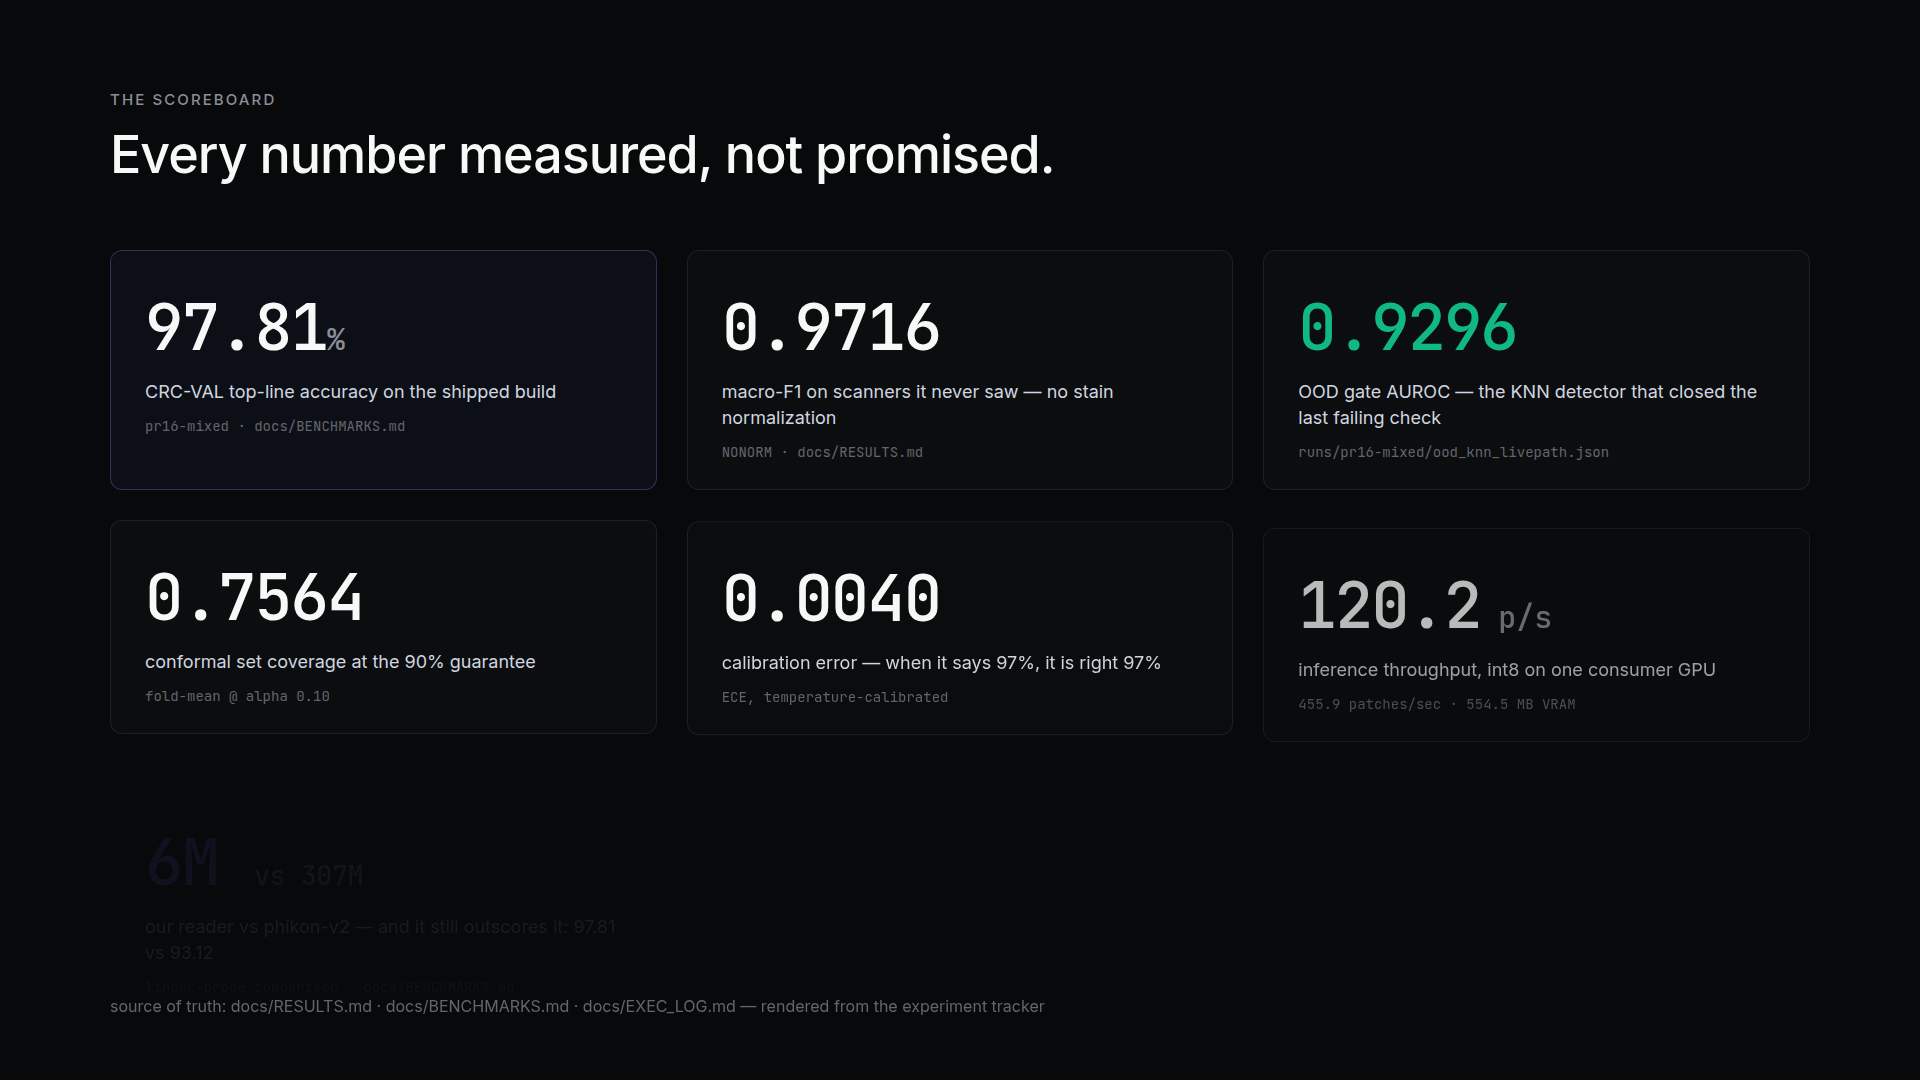 THE SCOREBOARD
Every number measured, not promised.
97.81%
CRC-VAL top-line accuracy on the shipped build
pr16-mixed · docs/BENCHMARKS.md
0.9716
macro-F1 on scanners it never saw — no stain
normalization
NONORM · docs/RESULTS.md
0.9296
OOD gate AUROC — the KNN detector that closed the
last failing check
runs/pr16-mixed/ood_knn_livepath.json
0.7564
conformal set coverage at the 90% guarantee
fold-mean @ alpha 0.10
0.0040
calibration error — when it says 97%, it is right 97%
ECE, temperature-calibrated
120.2 p/s
inference throughput, int8 on one consumer GPU
455.9 patches/sec · 554.5 MB VRAM
6M vs 307M
our reader vs phikon-v2 — and it still outscores it: 97.81
vs 93.12
linear-probe comparison · docs/BENCHMARKS.md
source of truth: docs/RESULTS.md · docs/BENCHMARKS.md · docs/EXEC_LOG.md — rendered from the experiment tracker